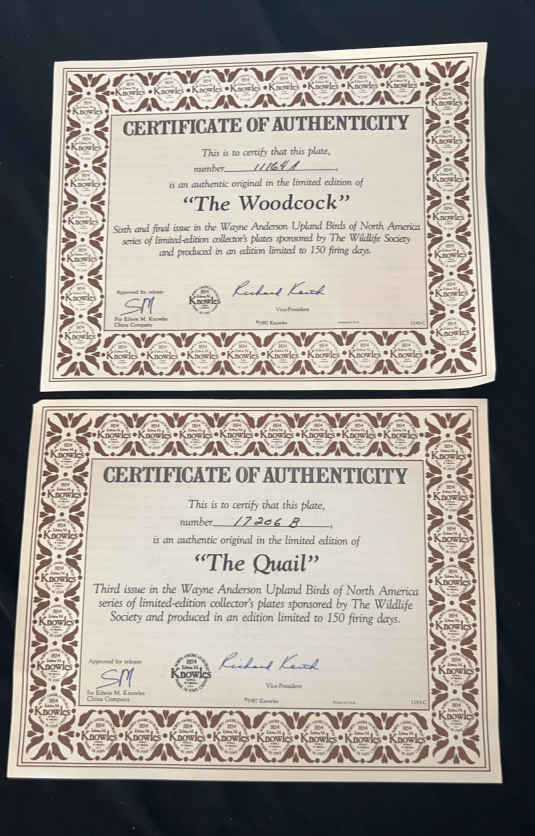 CERTIFICATE OF AUTHENTICITY
This is to certify that this plate,
number 11164A,
is an authentic original in the limited edition of
“The Woodcock”
Sixth and final issue in the Wayne Anderson Upland Birds of North America
series of limited-edition collector's plates sponsored by The Wildlife Society
and produced in an edition limited to 150 firing days.
Approved for release
SM
For Edwin M. Knowles
China Company
Knowles
Richard Keith
Vice-President
Knowles
CERTIFICATE OF AUTHENTICITY
This is to certify that this plate,
number 17206 B,
is an authentic original in the limited edition of
“The Quail”
Third issue in the Wayne Anderson Upland Birds of North America
series of limited-edition collector's plates sponsored by The Wildlife
Society and produced in an edition limited to 150 firing days.
Approved for release
SM
for Edwin M. Knowles
China Company
Knowles
Richard Keith
Vice-President
©1987 Knowles